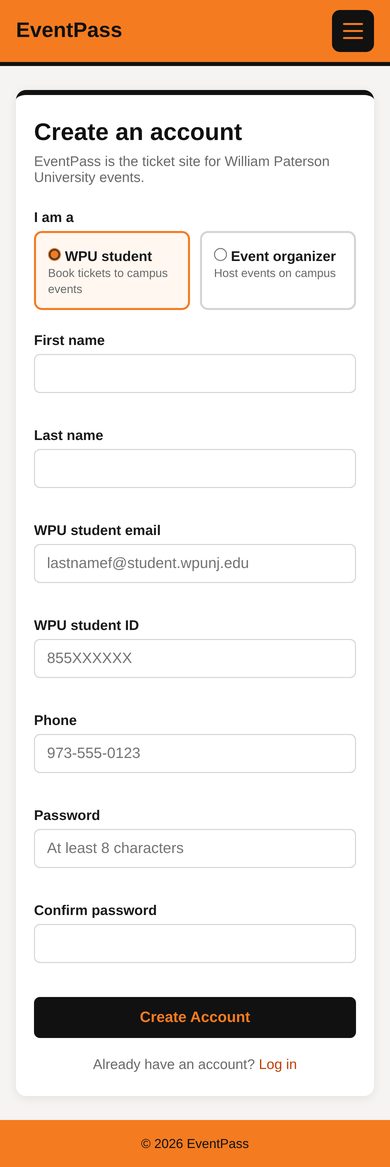 EventPass
Create an account
EventPass is the ticket site for William Paterson
University events.
I am a
WPU student
Book tickets to campus
events
Event organizer
Host events on campus
First name
Last name
WPU student email
lastnamef@student.wpunj.edu
WPU student ID
855XXXXXX
Phone
973-555-0123
Password
At least 8 characters
Confirm password
Create Account
Already have an account? Log in
© 2026 EventPass